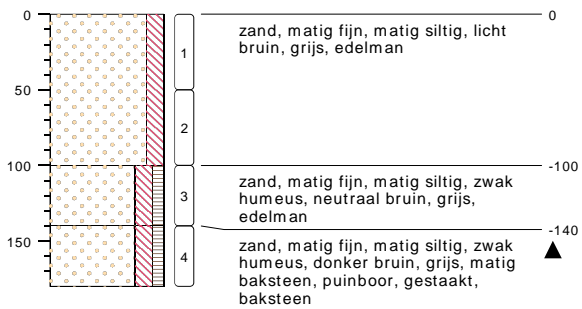 0
50
100
150
1
2
3
4
zand, matig fijn, matig siltig, licht
bruin, grijs, edelman
0
-100
zand, matig fijn, matig siltig, zwak
humeus, neutraal bruin, grijs,
edelman
-140
zand, matig fijn, matig siltig, zwak
humeus, donker bruin, grijs, matig
baksteen, puinboor, gestaakt,
baksteen